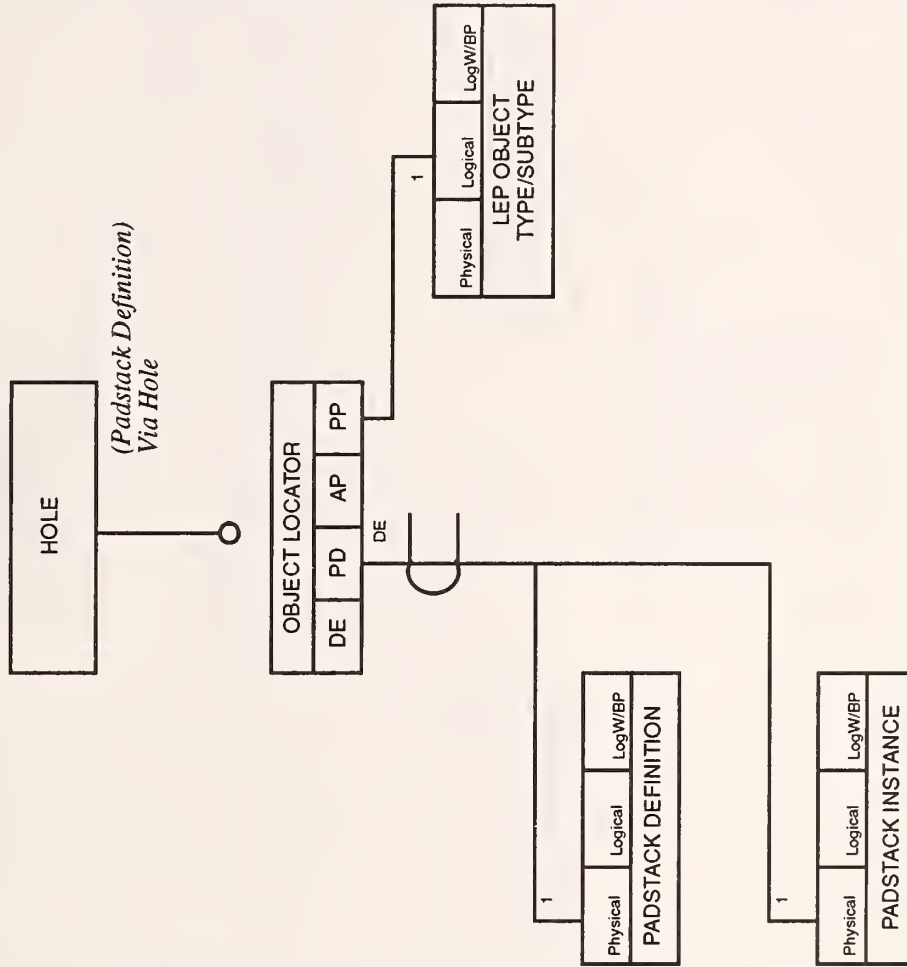 HOLE
(Padstack Definition)
Via Hole
OBJECT LOCATOR
DE PD AP PP
DE
1
Physical Logical LogW/BP
LEP OBJECT
TYPE/SUBTYPE
1
Physical Logical LogW/BP
PADSTACK DEFINITION
1
Physical Logical LogW/BP
PADSTACK INSTANCE